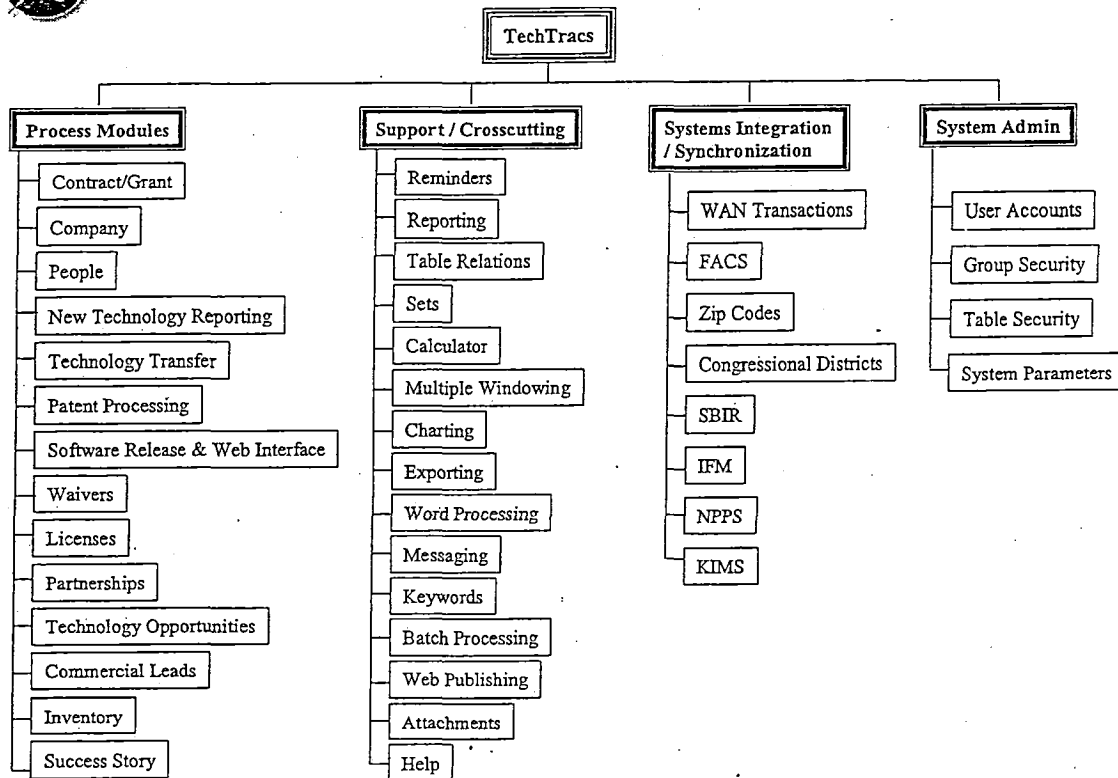 TechTracs
Process Modules
Contract/Grant
Company
People
New Technology Reporting
Technology Transfer
Patent Processing
Software Release & Web Interface
Waivers
Licenses
Partnerships
Technology Opportunities
Commercial Leads
Inventory
Success Story
Support / Crosscutting
Reminders
Reporting
Table Relations
Sets
Calculator
Multiple Windowing
Charting
Exporting
Word Processing
Messaging
Keywords
Batch Processing
Web Publishing
Attachments
Help
Systems Integration
/ Synchronization
WAN Transactions
FACS
Zip Codes
Congressional Districts
SBIR
IFM
NPPS
KIMS
System Admin
User Accounts
Group Security
Table Security
System Parameters